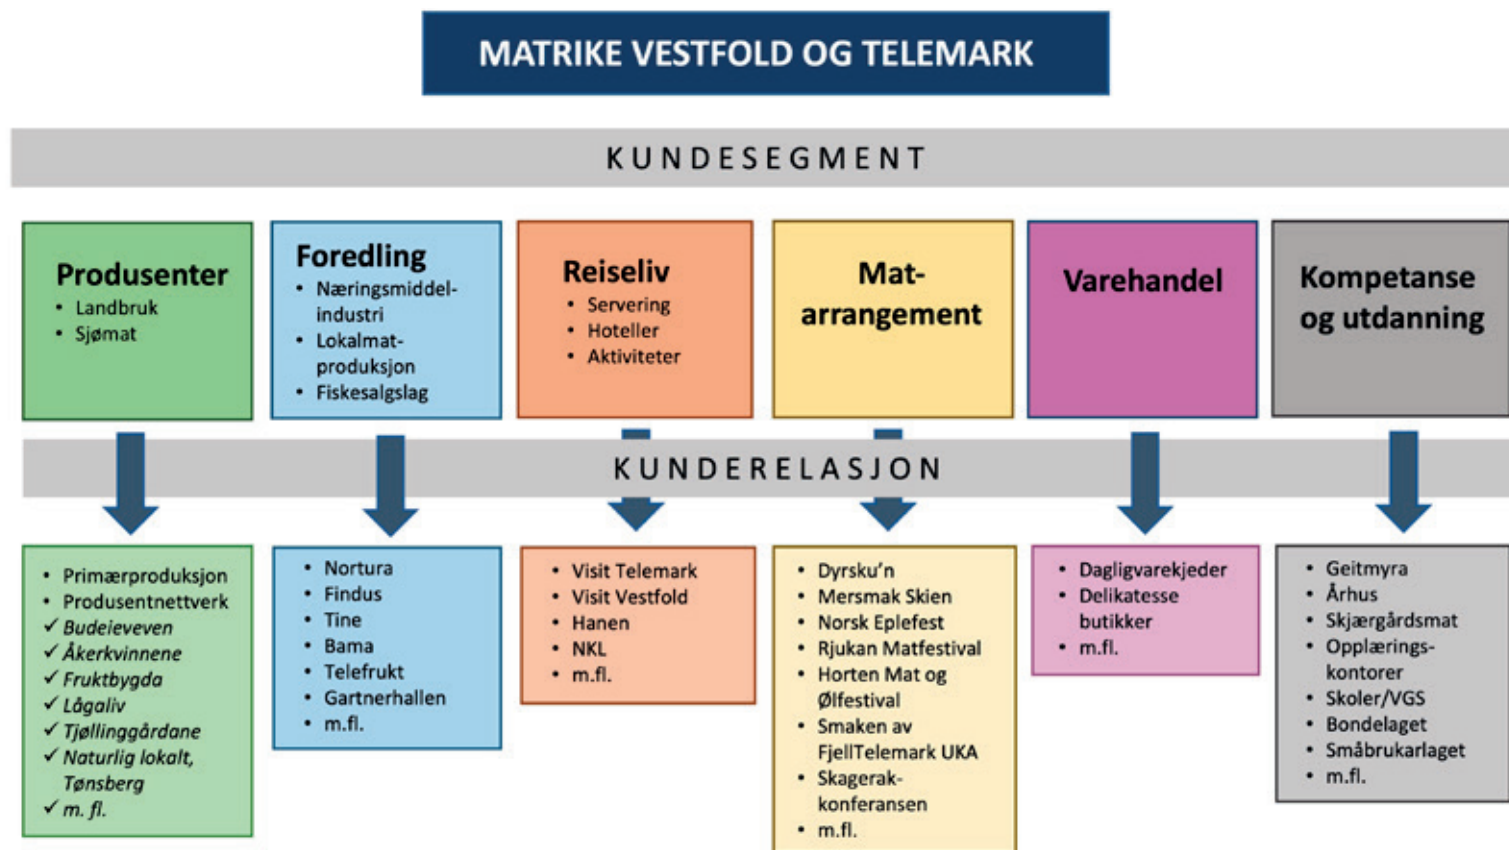 MATRIKE VESTFOLD OG TELEMARK
KUNDESEGMENT
Produsenter
• Landbruk
• Sjømat
Foredling
• Næringsmiddel-
industri
• Lokalmat-
produksjon
• Fiskesalgslag
Reiseliv
• Servering
• Hoteller
• Aktiviteter
Mat-
arrangement
Varehandel
Kompetanse
og utdanning
KUNDERELASJON
• Primærproduksjon
• Produsentnettverk
✓ Budeieveven
✓ Åkerkvinnene
✓ Fruktbygda
✓ Lågaliv
✓ Tjøllinggårdane
✓ Naturlig lokalt,
Tønsberg
✓ m. fl.
• Nortura
• Findus
• Tine
• Bama
• Telefrukt
• Gartnerhallen
• m.fl.
• Visit Telemark
• Visit Vestfold
• Hanen
• NKL
• m.fl.
• Dyrsku’n
• Mersmak Skien
• Norsk Eplefest
• Rjukan Matfestival
• Horten Mat og
Ølfestival
• Smaken av
FjellTelemark UKA
• Skagerak-
konferansen
• m.fl.
• Dagligvarekjeder
• Delikatesse
butikker
• m.fl.
• Geitmyra
• Århus
• Skjærgårdsmat
• Opplærings-
kontorer
• Skoler/VGS
• Bondelaget
• Småbrukarlaget
• m.fl.